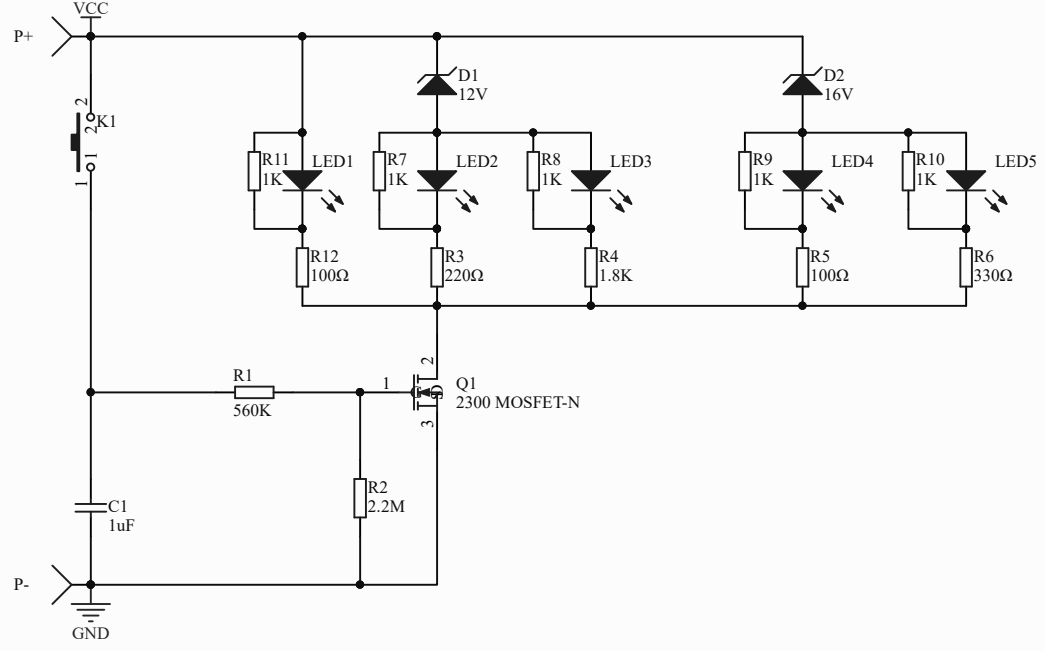 VCC
P+
D1
12V
D2
16V
2
2
K1
1
1
R11
1K
LED1
R7
1K
LED2
R8
1K
LED3
R9
1K
LED4
R10
1K
LED5
R12
100Ω
R3
220Ω
R4
1.8K
R5
100Ω
R6
330Ω
2
R1
560K
1
Q1
2300 MOSFET-N
3
R2
2.2M
C1
1uF
P-
GND